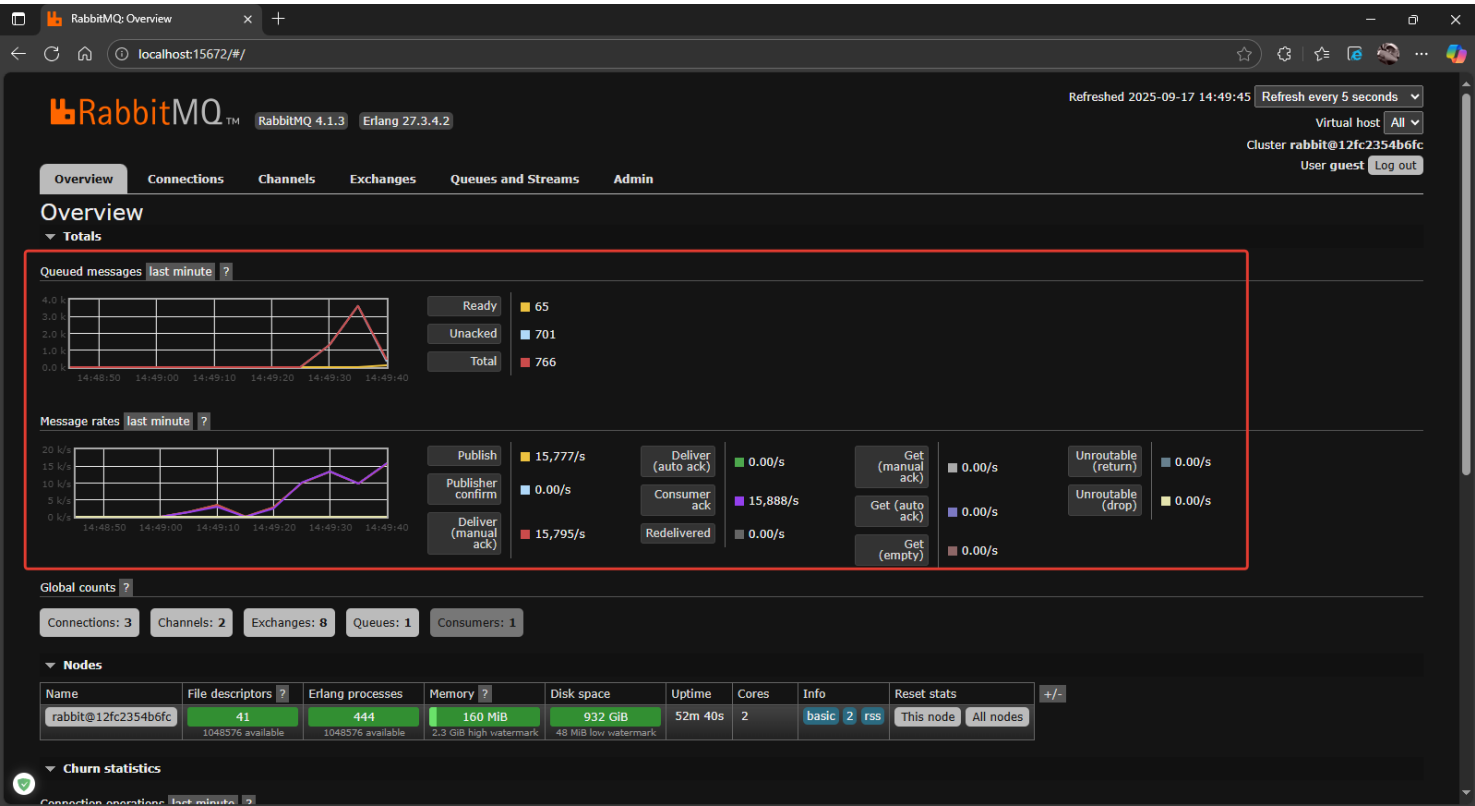 RabbitMQ: Overview
localhost:15672/#/
Refreshed 2025-09-17 14:49:45 Refresh every 5 seconds
RabbitMQ TM RabbitMQ 4.1.3 Erlang 27.3.4.2
Virtual host All
Cluster rabbit@12fc2354b6fc
User guest Log out
Overview Connections Channels Exchanges Queues and Streams Admin
Overview
Totals
Queued messages last minute ?
4.0 k
3.0 k
2.0 k
1.0 k
0.0 k
14:48:50 14:49:00 14:49:10 14:49:20 14:49:30 14:49:40
Ready 65
Unacked 701
Total 766
Message rates last minute ?
20 k/s
15 k/s
10 k/s
5 k/s
0 k/s
14:48:50 14:49:00 14:49:10 14:49:20 14:49:30 14:49:40
Publish 15,777/s
Publisher
confirm 0.00/s
Deliver
(manual
ack) 15,795/s
Deliver
(auto ack) 0.00/s
Consumer
ack 15,888/s
Redelivered 0.00/s
Get
(manual
ack) 0.00/s
Get (auto
ack) 0.00/s
Get
(empty) 0.00/s
Unroutable
(return) 0.00/s
Unroutable
(drop) 0.00/s
Global counts ?
Connections: 3 Channels: 2 Exchanges: 8 Queues: 1 Consumers: 1
Nodes
Name File descriptors ? Erlang processes Memory ? Disk space Uptime Cores Info Reset stats +/-
rabbit@12fc2354b6fc 41 444 160 MiB 932 GiB 52m 40s 2 basic 2 rss This node All nodes
1048576 available 1048576 available 2.3 GiB high watermark 48 MiB low watermark
Churn statistics
Connection operations last minute ?